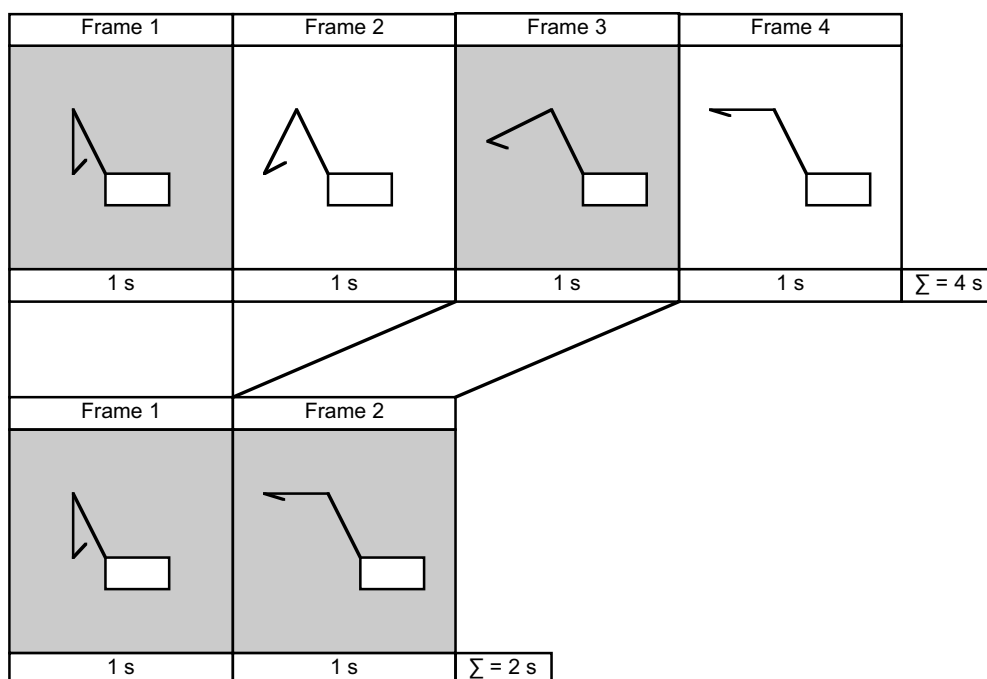 Frame 1 Frame 2 Frame 3 Frame 4
1 s 1 s 1 s 1 s ∑ = 4 s
Frame 1 Frame 2
1 s 1 s ∑ = 2 s